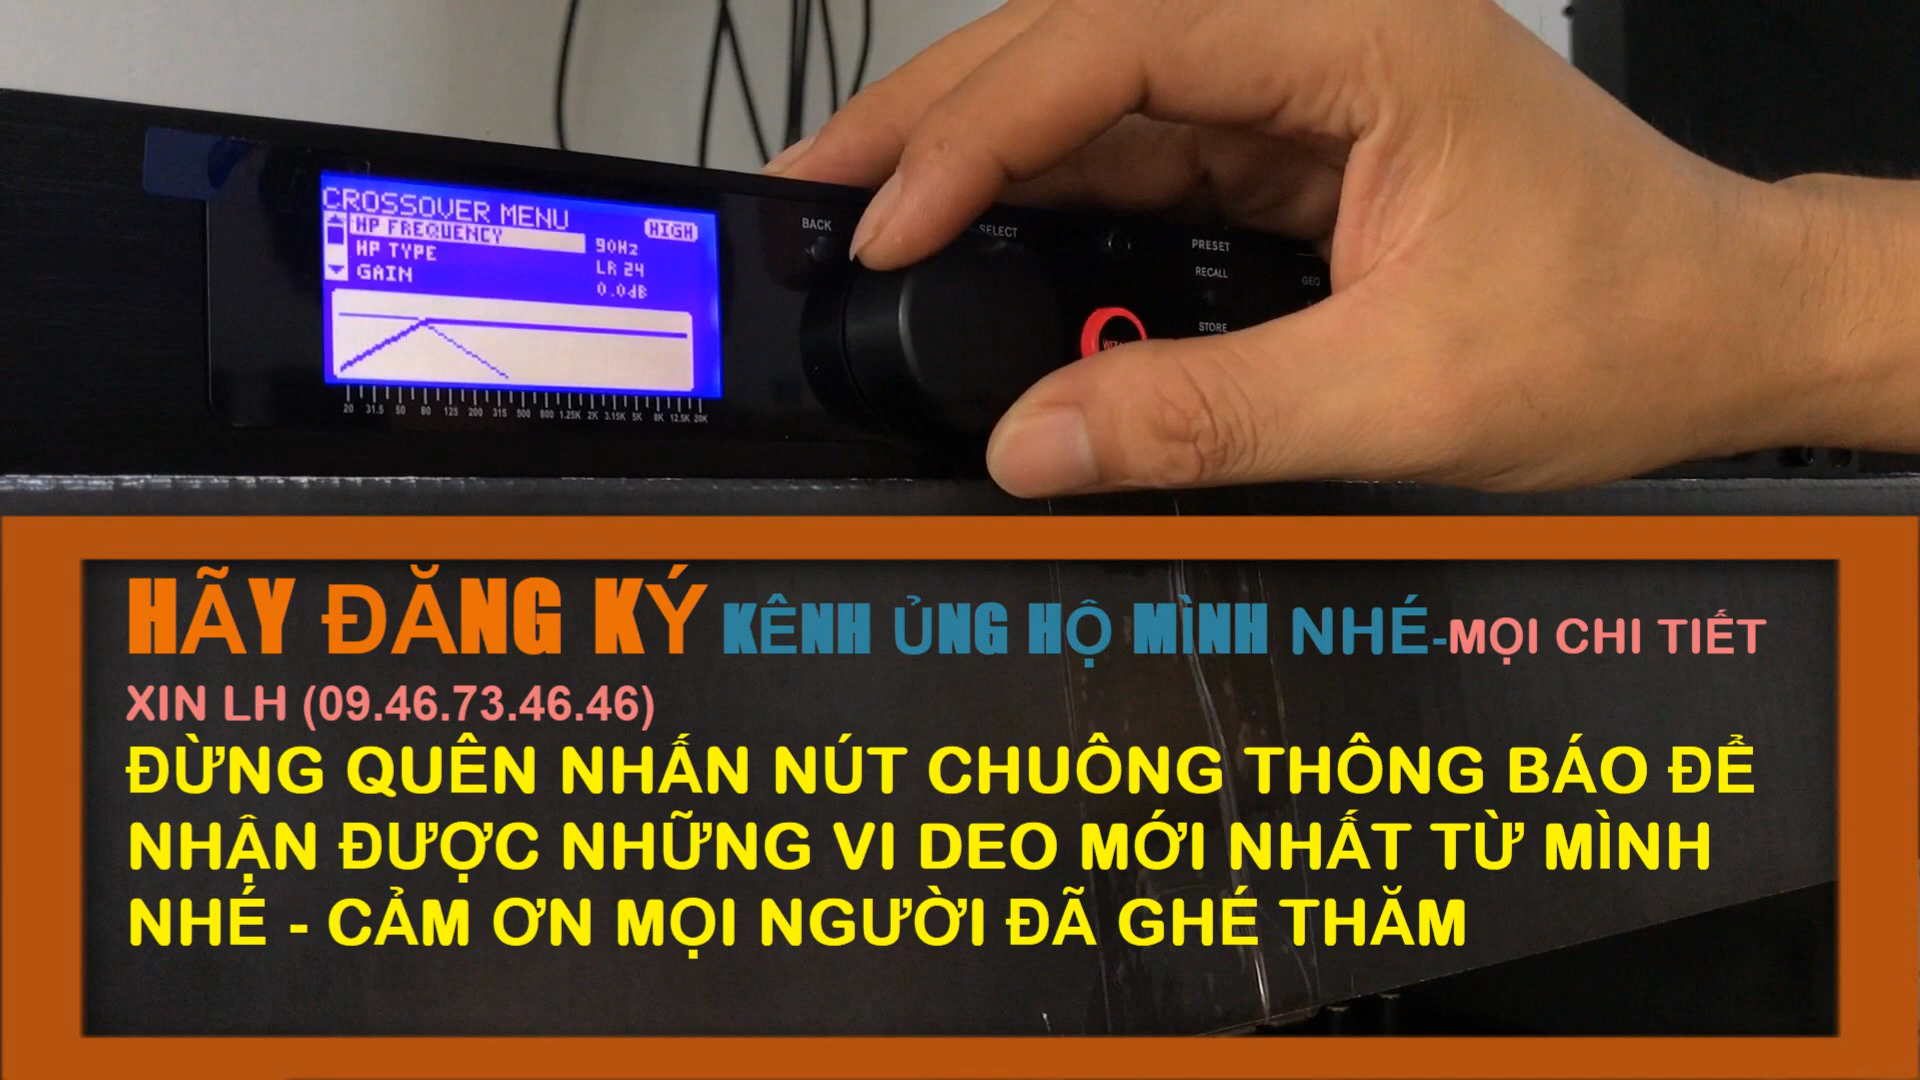 CROSSOVER MENU
HIGH
HP FREQUENCY 90Hz
HP TYPE LR 24
GAIN 0.0dB
20 31.5 50 80 125 200 315 500 800 1.25K 2K 3.15K 5K 8K 12.5K 20K
BACK
SELECT
PRESET
RECALL
STORE
GEQ
HÃY ĐĂNG KÝ KÊNH ỦNG HỘ MÌNH NHÉ-MỌI CHI TIẾT
XIN LH (09.46.73.46.46)
ĐỪNG QUÊN NHẤN NÚT CHUÔNG THÔNG BÁO ĐỂ
NHẬN ĐƯỢC NHỮNG VI DEO MỚI NHẤT TỪ MÌNH
NHÉ - CẢM ƠN MỌI NGƯỜI ĐÃ GHÉ THĂM